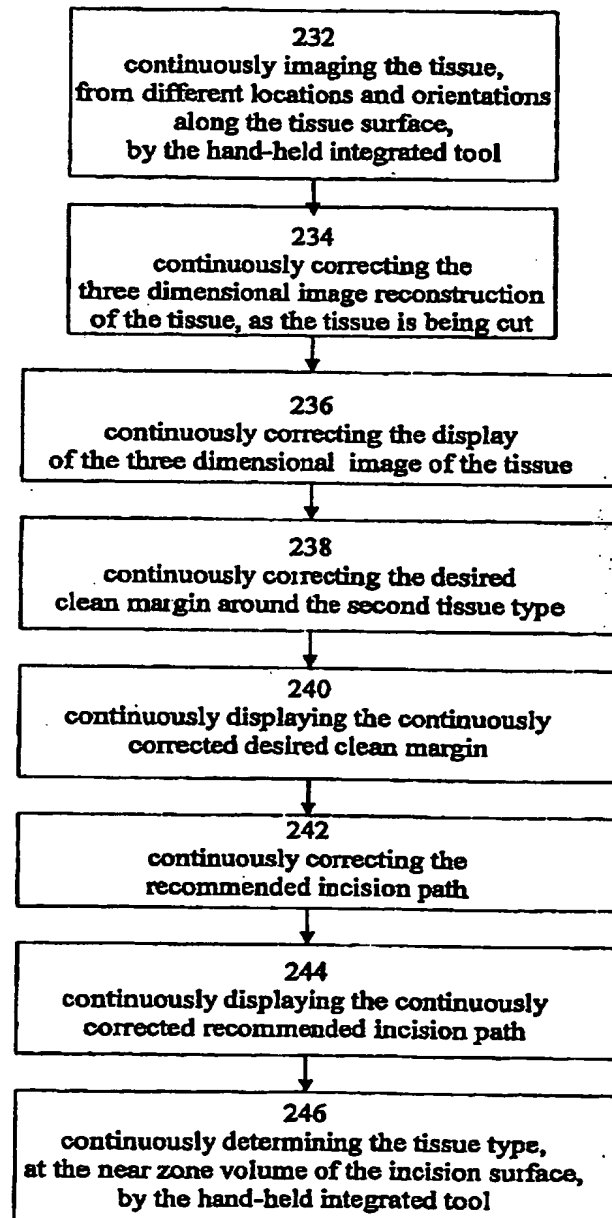 232
continuously imaging the tissue,
from different locations and orientations
along the tissue surface,
by the hand-held integrated tool
234
continuously correcting the
three dimensional image reconstruction
of the tissue, as the tissue is being cut
236
continuously correcting the display
of the three dimensional image of the tissue
238
continuously correcting the desired
clean margin around the second tissue type
240
continuously displaying the continuously
corrected desired clean margin
242
continuously correcting the
recommended incision path
244
continuously displaying the continuously
corrected recommended incision path
246
continuously determining the tissue type,
at the near zone volume of the incision surface,
by the hand-held integrated tool